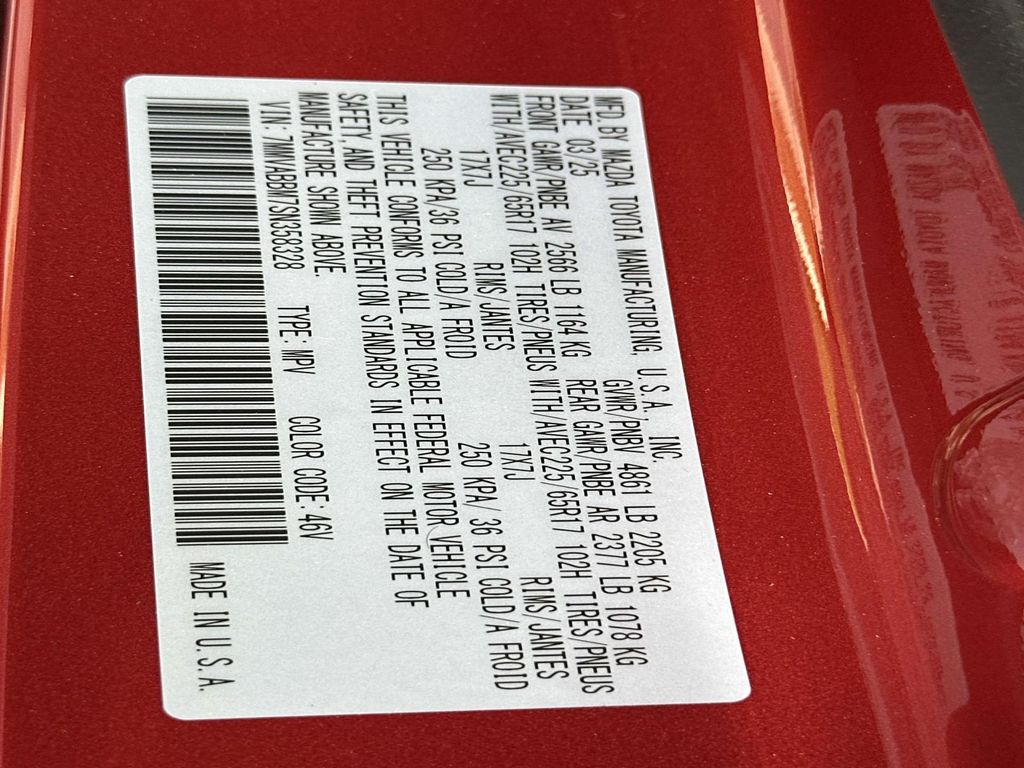 MFD. BY MAZDA TOYOTA MANUFACTURING, U.S.A., INC.
DATE 03/25 GVWR/PNBV 4861 LB 2205 KG
FRONT GAWR/PNBE AV 2566 LB 1164 KG REAR GAWR/PNBE AR 2377 LB 1078 KG
WITH/AVEC225/65R17 102H TIRES/PNEUS WITH/AVEC225/65R17 102H TIRES/PNEUS
17X7J RIMS/JANTES 17X7J RIMS/JANTES
250 KPA/36 PSI COLD/A FROID 250 KPA/ 36 PSI COLD/A FROID
THIS VEHICLE CONFORMS TO ALL APPLICABLE FEDERAL MOTOR VEHICLE
SAFETY, AND THEFT PREVENTION STANDARDS IN EFFECT ON THE DATE OF
MANUFACTURE SHOWN ABOVE.
VIN: 7MMVABBM7SN358328 TYPE: MPV COLOR CODE: 46V
MADE IN U.S.A.